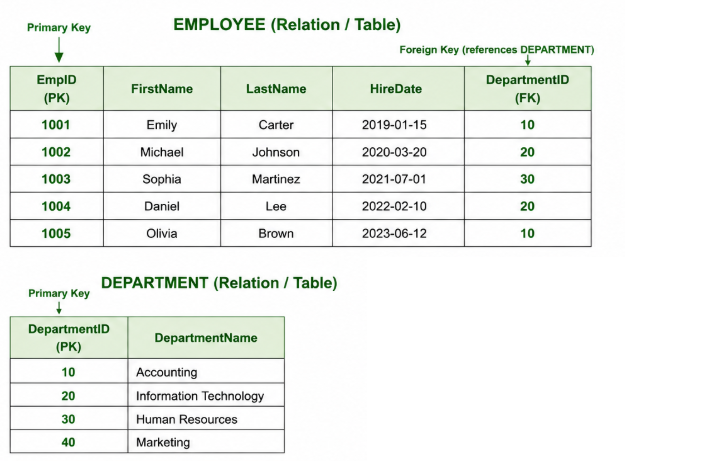 EMPLOYEE (Relation / Table)
Primary Key
Foreign Key (references DEPARTMENT)
EmpID (PK) FirstName LastName HireDate DepartmentID (FK)
1001 Emily Carter 2019-01-15 10
1002 Michael Johnson 2020-03-20 20
1003 Sophia Martinez 2021-07-01 30
1004 Daniel Lee 2022-02-10 20
1005 Olivia Brown 2023-06-12 10
DEPARTMENT (Relation / Table)
Primary Key
DepartmentID (PK) DepartmentName
10 Accounting
20 Information Technology
30 Human Resources
40 Marketing